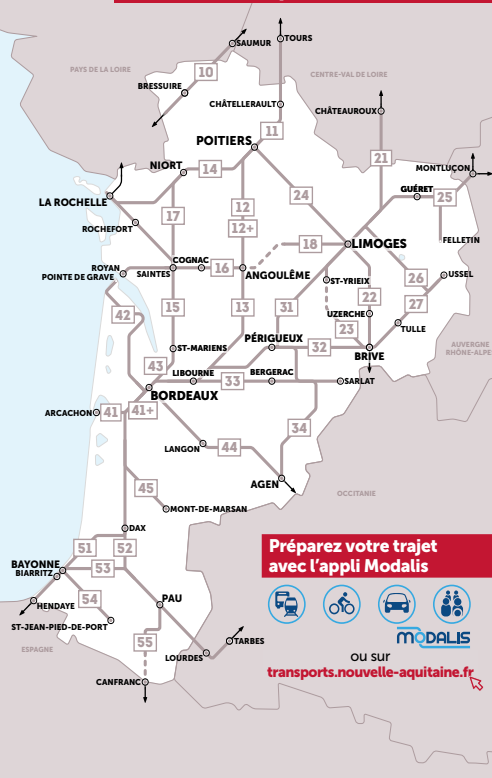 SAUMUR
TOURS
PAYS DE LA LOIRE
10
CENTRE-VAL DE LOIRE
BRESSUIRE
CHÂTELLERAULT
CHÂTEAUROUX
11
POITIERS
21
NIORT
14
MONTLUÇON
24
GUÉRET
25
LA ROCHELLE
12
17
12+
ROCHEFORT
18
LIMOGES
FELLETIN
COGNAC
ROYAN
16
POINTE DE GRAVE
SAINTES
ANGOULÊME
26
USSEL
ST-YRIEIX
22
27
42
15
13
31
UZERCHE
23
TULLE
PÉRIGUEUX
AUVERGNE
RHÔNE-ALPE
ST-MARIENS
32
BRIVE
43
LIBOURNE
33
BERGERAC
SARLAT
BORDEAUX
ARCACHON
41
41+
34
LANGON
44
AGEN
45
OCCITANIE
MONT-DE-MARSAN
DAX
51
52
BAYONNE
BIARRITZ
53
54
PAU
HENDAYE
ST-JEAN-PIED-DE-PORT
55
ESPAGNE
LOURDES
TARBES
CANFRANC
Préparez votre trajet
avec l'appli Modalis
MODALIS
ou sur
transports.nouvelle-aquitaine.fr